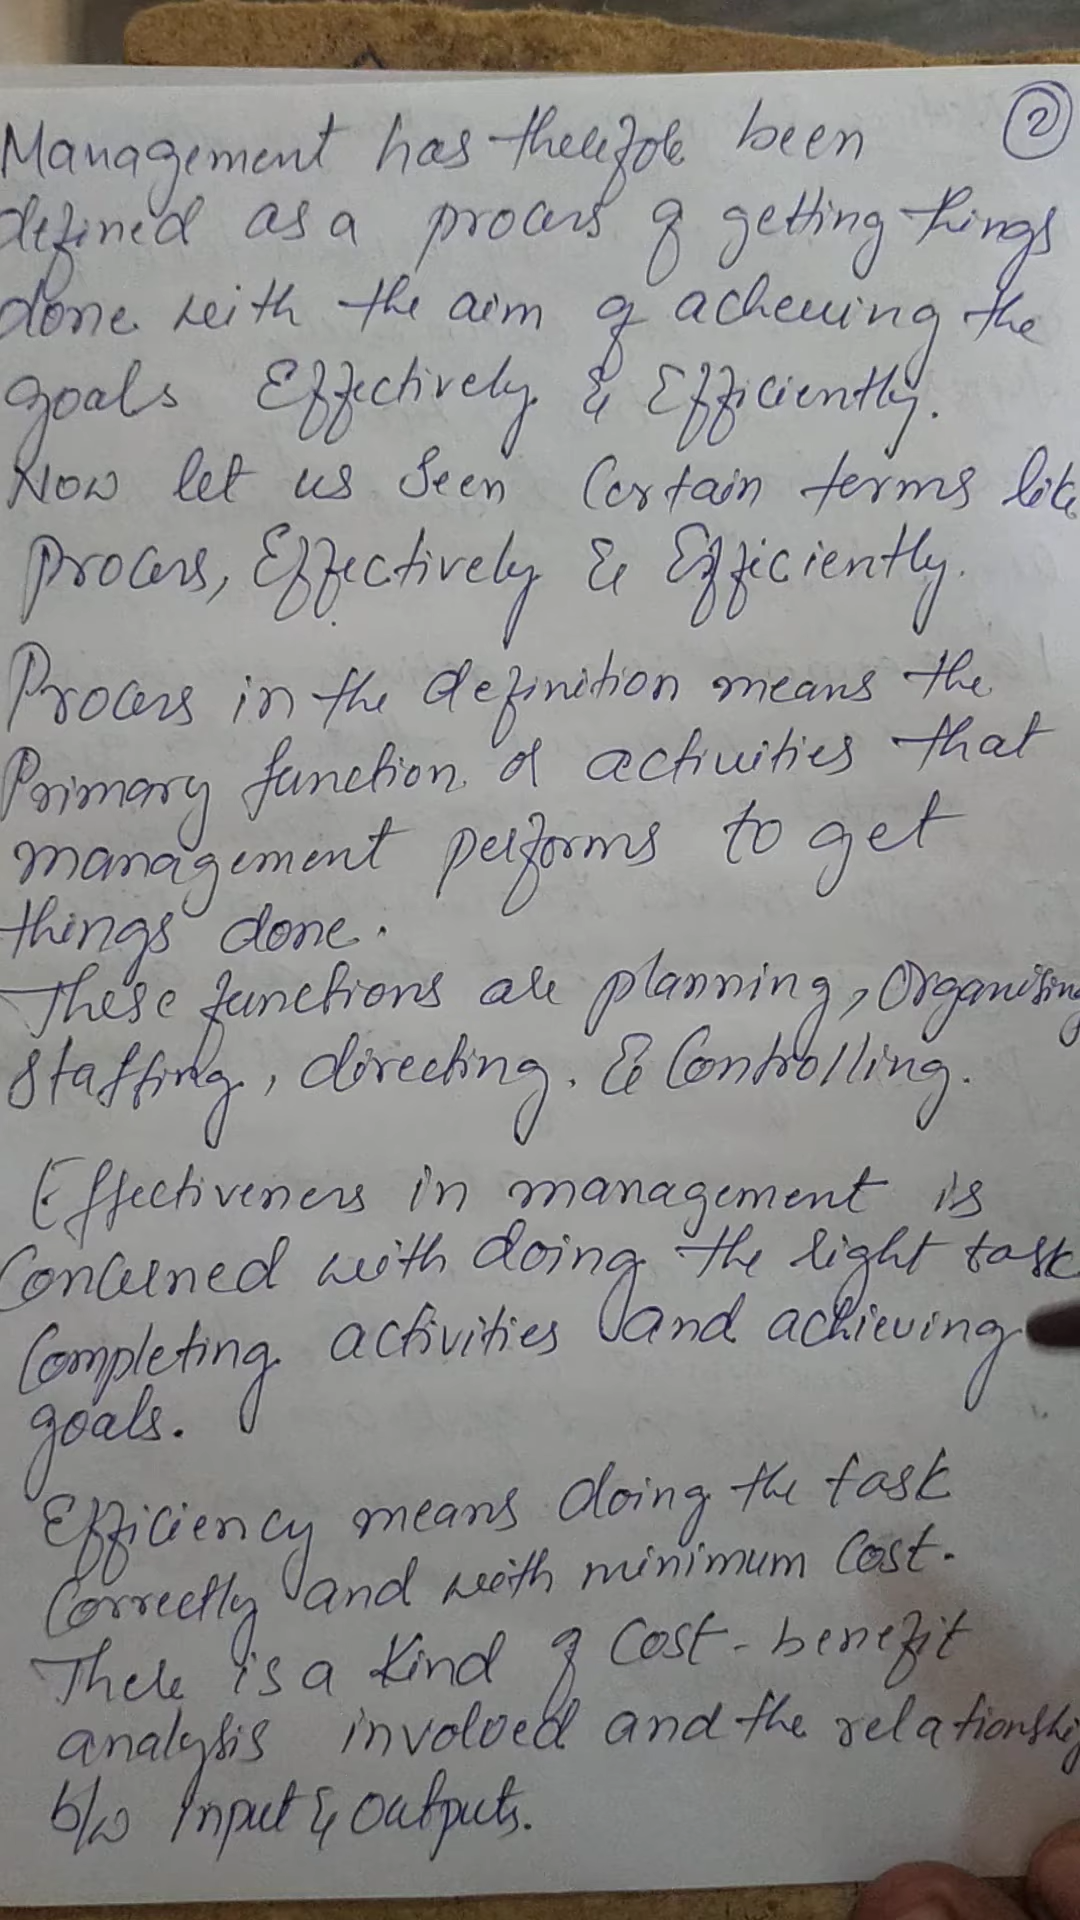 2
Management has therefore been
defined as a process of getting things
done with the aim of acheiving the
goals Effectively & Efficiently.
Now let us seen Certain terms like
Process, Effectively & Efficiently.
Process in the definition means the
Primary function or activities that
management performs to get
things done.
These functions are planning, Organising
Staffing, directing. & Controlling.
Effectiveness in management is
Concerned with doing the right task
Completing activities and achieving
goals.
Efficiency means doing the task
Correctly and with minimum Cost.
There is a kind of Cost-benefit
analysis involved and the relationship
b/w Input & Outputs.